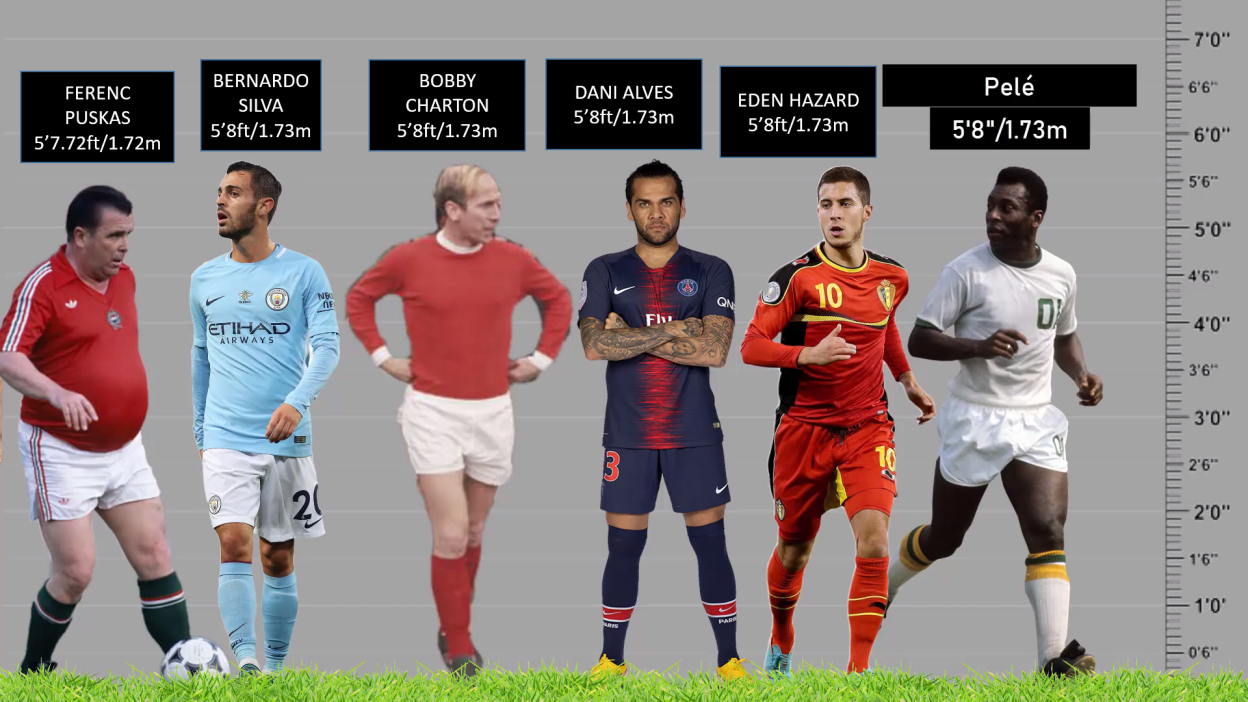 FERENC
PUSKAS
5’7.72ft/1.72m
BERNARDO
SILVA
5’8ft/1.73m
BOBBY
CHARTON
5’8ft/1.73m
DANI ALVES
5’8ft/1.73m
EDEN HAZARD
5’8ft/1.73m
Pelé
5'8"/1.73m
7'0"
6'6"
6'0"
5'6"
5'0"
4'6"
4'0"
3'6"
3'0"
2'6"
2'0"
1'6"
1'0'
0'6"
ETIHAD
AIRWAYS
20
Fly
3
PARIS
PARIS
10
10